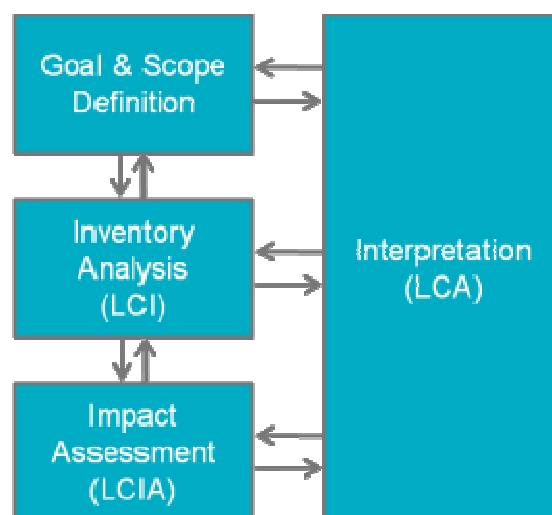 Goal & Scope
Definition
Inventory
Analysis
(LCI)
Impact
Assessment
(LCIA)
Interpretation
(LCA)